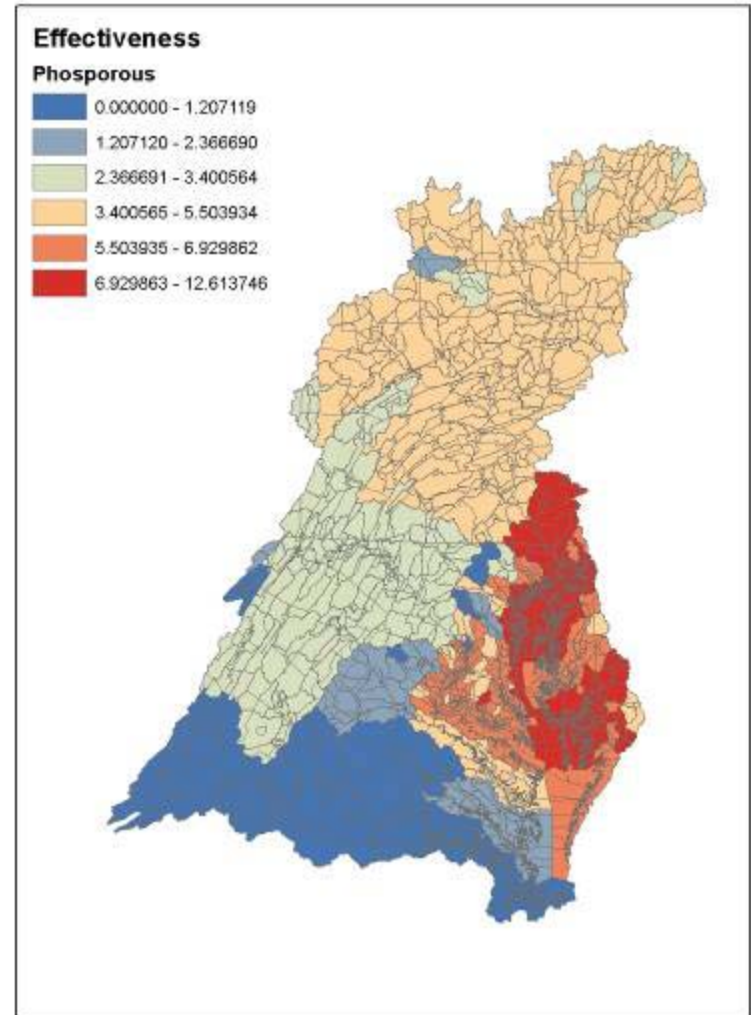 Effectiveness
Phosporous
0.000000 - 1.207119
1.207120 - 2.366690
2.366691 - 3.400564
3.400565 - 5.503934
5.503935 - 6.929862
6.929863 - 12.613746